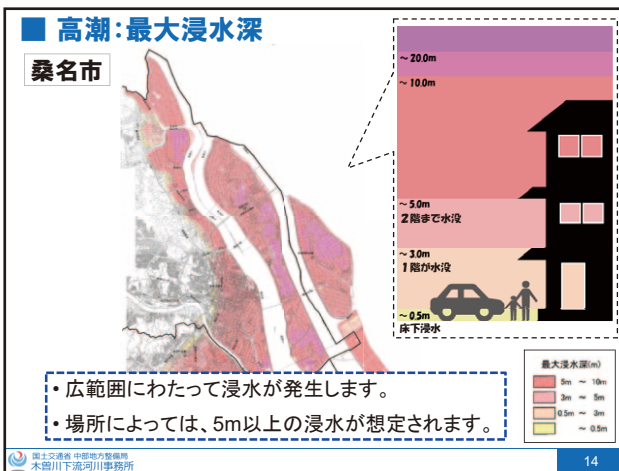 ■ 高潮:最大浸水深
桑名市
~20.0m
~10.0m
~5.0m
2階まで水没
~3.0m
1階が水没
~0.5m
床下浸水
最大浸水深(m)
5m ~ 10m
3m ~ 5m
0.5m ~ 3m
~ 0.5m
・広範囲にわたって浸水が発生します。
・場所によっては、5m以上の浸水が想定されます。
国土交通省 中部地方整備局
木曽川下流河川事務所
14